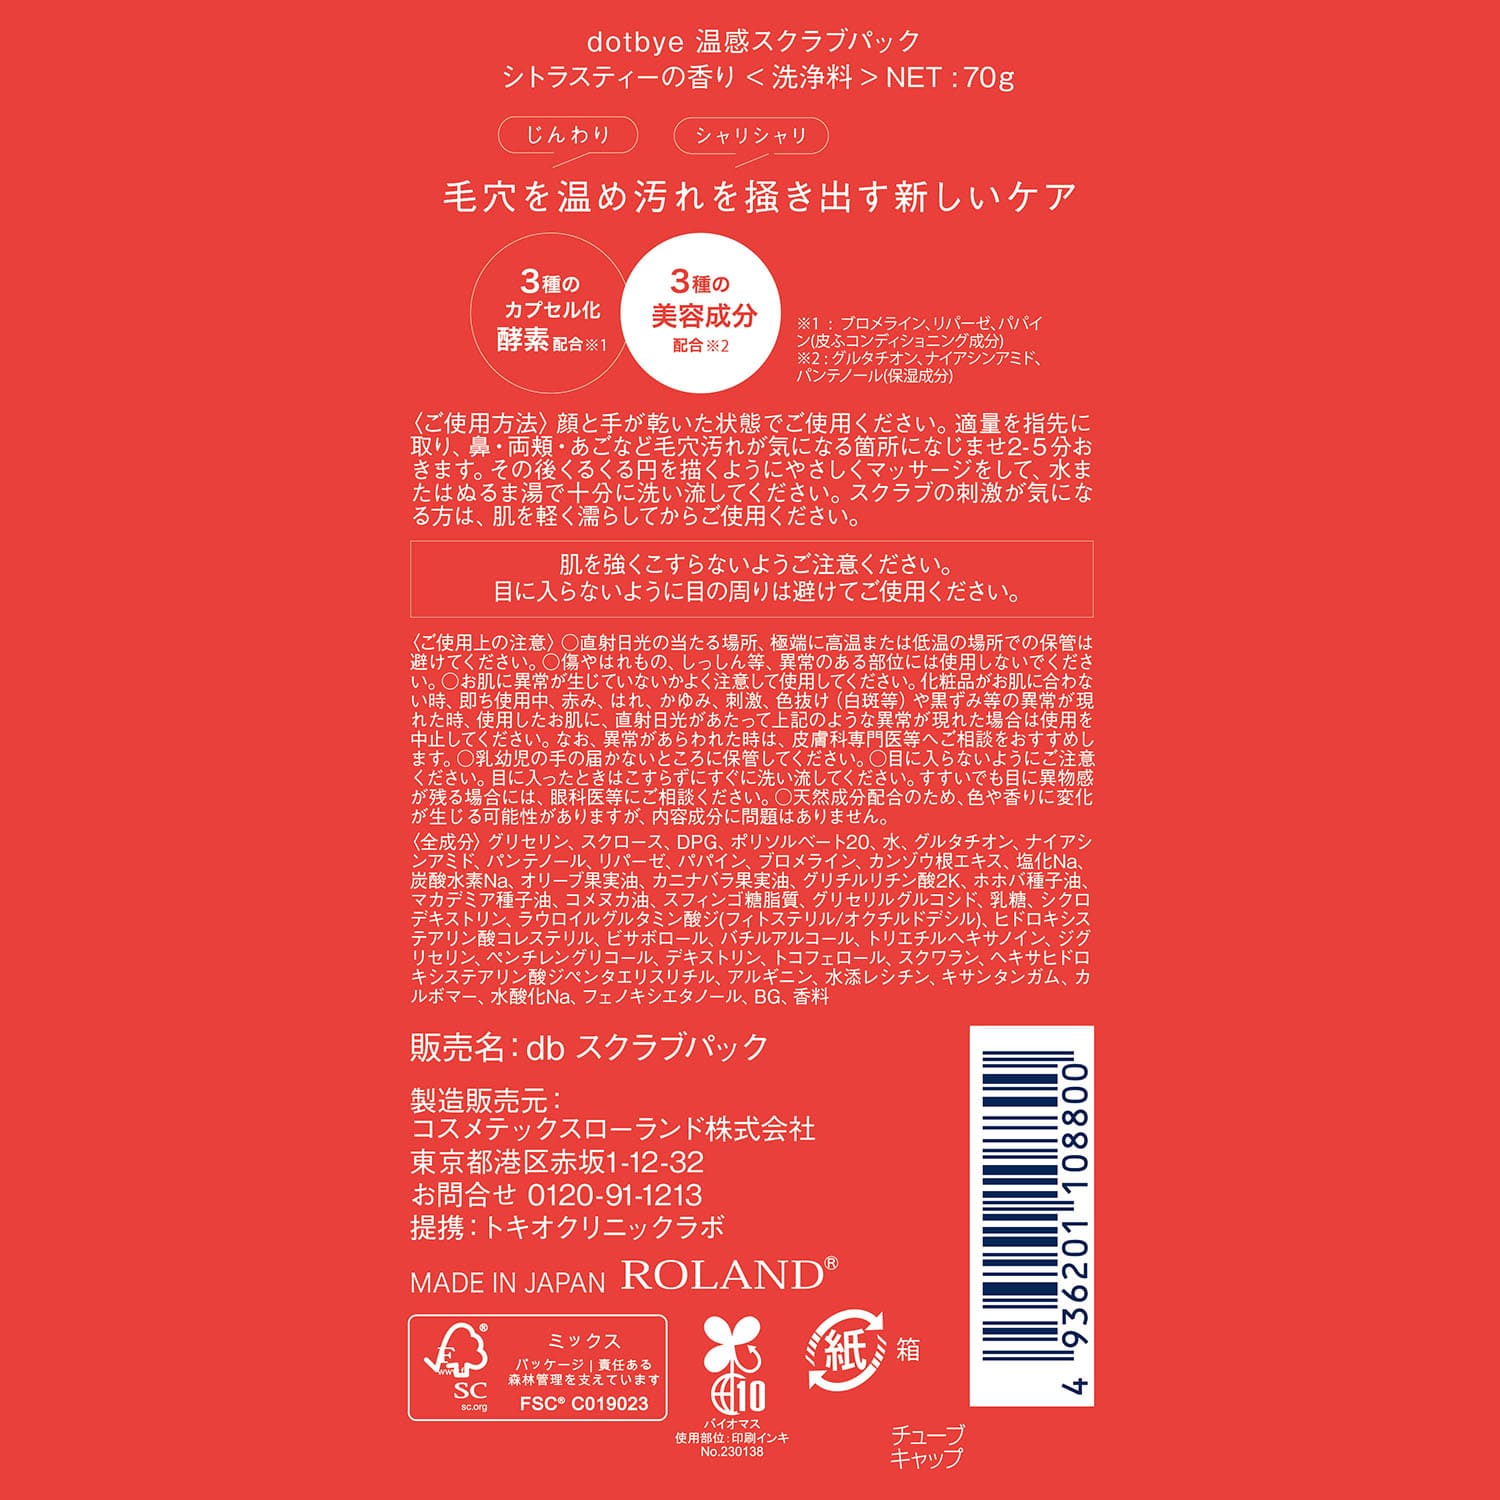 dotbye 温感スクラブパック
シトラスティーの香り＜洗浄料＞NET：70g
じんわり シャリシャリ
毛穴を温め汚れを掻き出す新しいケア
3種の
カプセル化
酵素配合※1
3種の
美容成分
配合※2
※1：ブロメライン、リパーゼ、パパイ
ン(皮ふコンディショニング成分)
※2：グルタチオン、ナイアシンアミド、
パンテノール(保湿成分)
〈ご使用方法〉顔と手が乾いた状態でご使用ください。適量を指先に
取り、鼻・両頬・あごなど毛穴汚れが気になる箇所になじませ2-5分お
きます。その後くるくる円を描くようにやさしくマッサージをして、水ま
たはぬるま湯で十分に洗い流してください。スクラブの刺激が気にな
る方は、肌を軽く濡らしてからご使用ください。
肌を強くこすらないようご注意ください。
目に入らないように目の周りは避けてご使用ください。
〈ご使用上の注意〉○直射日光の当たる場所、極端に高温または低温の場所での保管は
避けてください。○傷やはれもの、しっしん等、異常のある部位には使用しないでくださ
い。○お肌に異常が生じていないかよく注意して使用してください。化粧品がお肌に合わな
い時、即ち使用中、赤み、はれ、かゆみ、刺激、色抜け（白斑等）や黒ずみ等の異常が現
れた時、使用したお肌に、直射日光があたって上記のような異常が現れた場合は使用を
中止してください。なお、異常があらわれた時は、皮膚科専門医等へご相談をおすすめし
ます。○乳幼児の手の届かないところに保管してください。○目に入らないようにご注意
ください。目に入ったときはこすらずにすぐに洗い流してください。すすいでも目に異物感
が残る場合には、眼科医等にご相談ください。○天然成分配合のため、色や香りに変化
が生じる可能性がありますが、内容成分に問題はありません。
〈全成分〉グリセリン、スクロース、DPG、ポリソルベート20、水、グルタチオン、ナイアシ
ンアミド、パンテノール、リパーゼ、パパイン、ブロメライン、カンゾウ根エキス、塩化Na、
炭酸水素Na、オリーブ果実油、カニナバラ果実油、グリチルリチン酸2K、ホホバ種子油、
マカデミア種子油、コメヌカ油、スフィンゴ糖脂質、グリセリルグルコシド、乳糖、シクロ
デキストリン、ラウロイルグルタミン酸ジ(フィトステリル/オクチルドデシル)、ヒドロキシス
テアリン酸コレステリル、ビサボロール、バチルアルコール、トリエチルヘキサノイン、ジグ
リセリン、ペンチレングリコール、デキストリン、トコフェロール、スクワラン、ヘキサヒドロ
キシステアリン酸ジペンタエリスリチル、アルギニン、水添レシチン、キサンタンガム、カ
ルボマー、水酸化Na、フェノキシエタノール、BG、香料
販売名：db スクラブパック
製造販売元：
コスメテックスローランド株式会社
東京都港区赤坂1-12-32
お問合せ 0120-91-1213
提携：トキオクリニックラボ
MADE IN JAPAN ROLAND®
4 936201 108800
FSC®
www.f
sc.org
ミックス
パッケージ | 責任ある
森林管理を支えています
FSC® C019023
10
バイオマス
使用部位：印刷インキ
No.230138
紙 箱
チューブ
キャップ